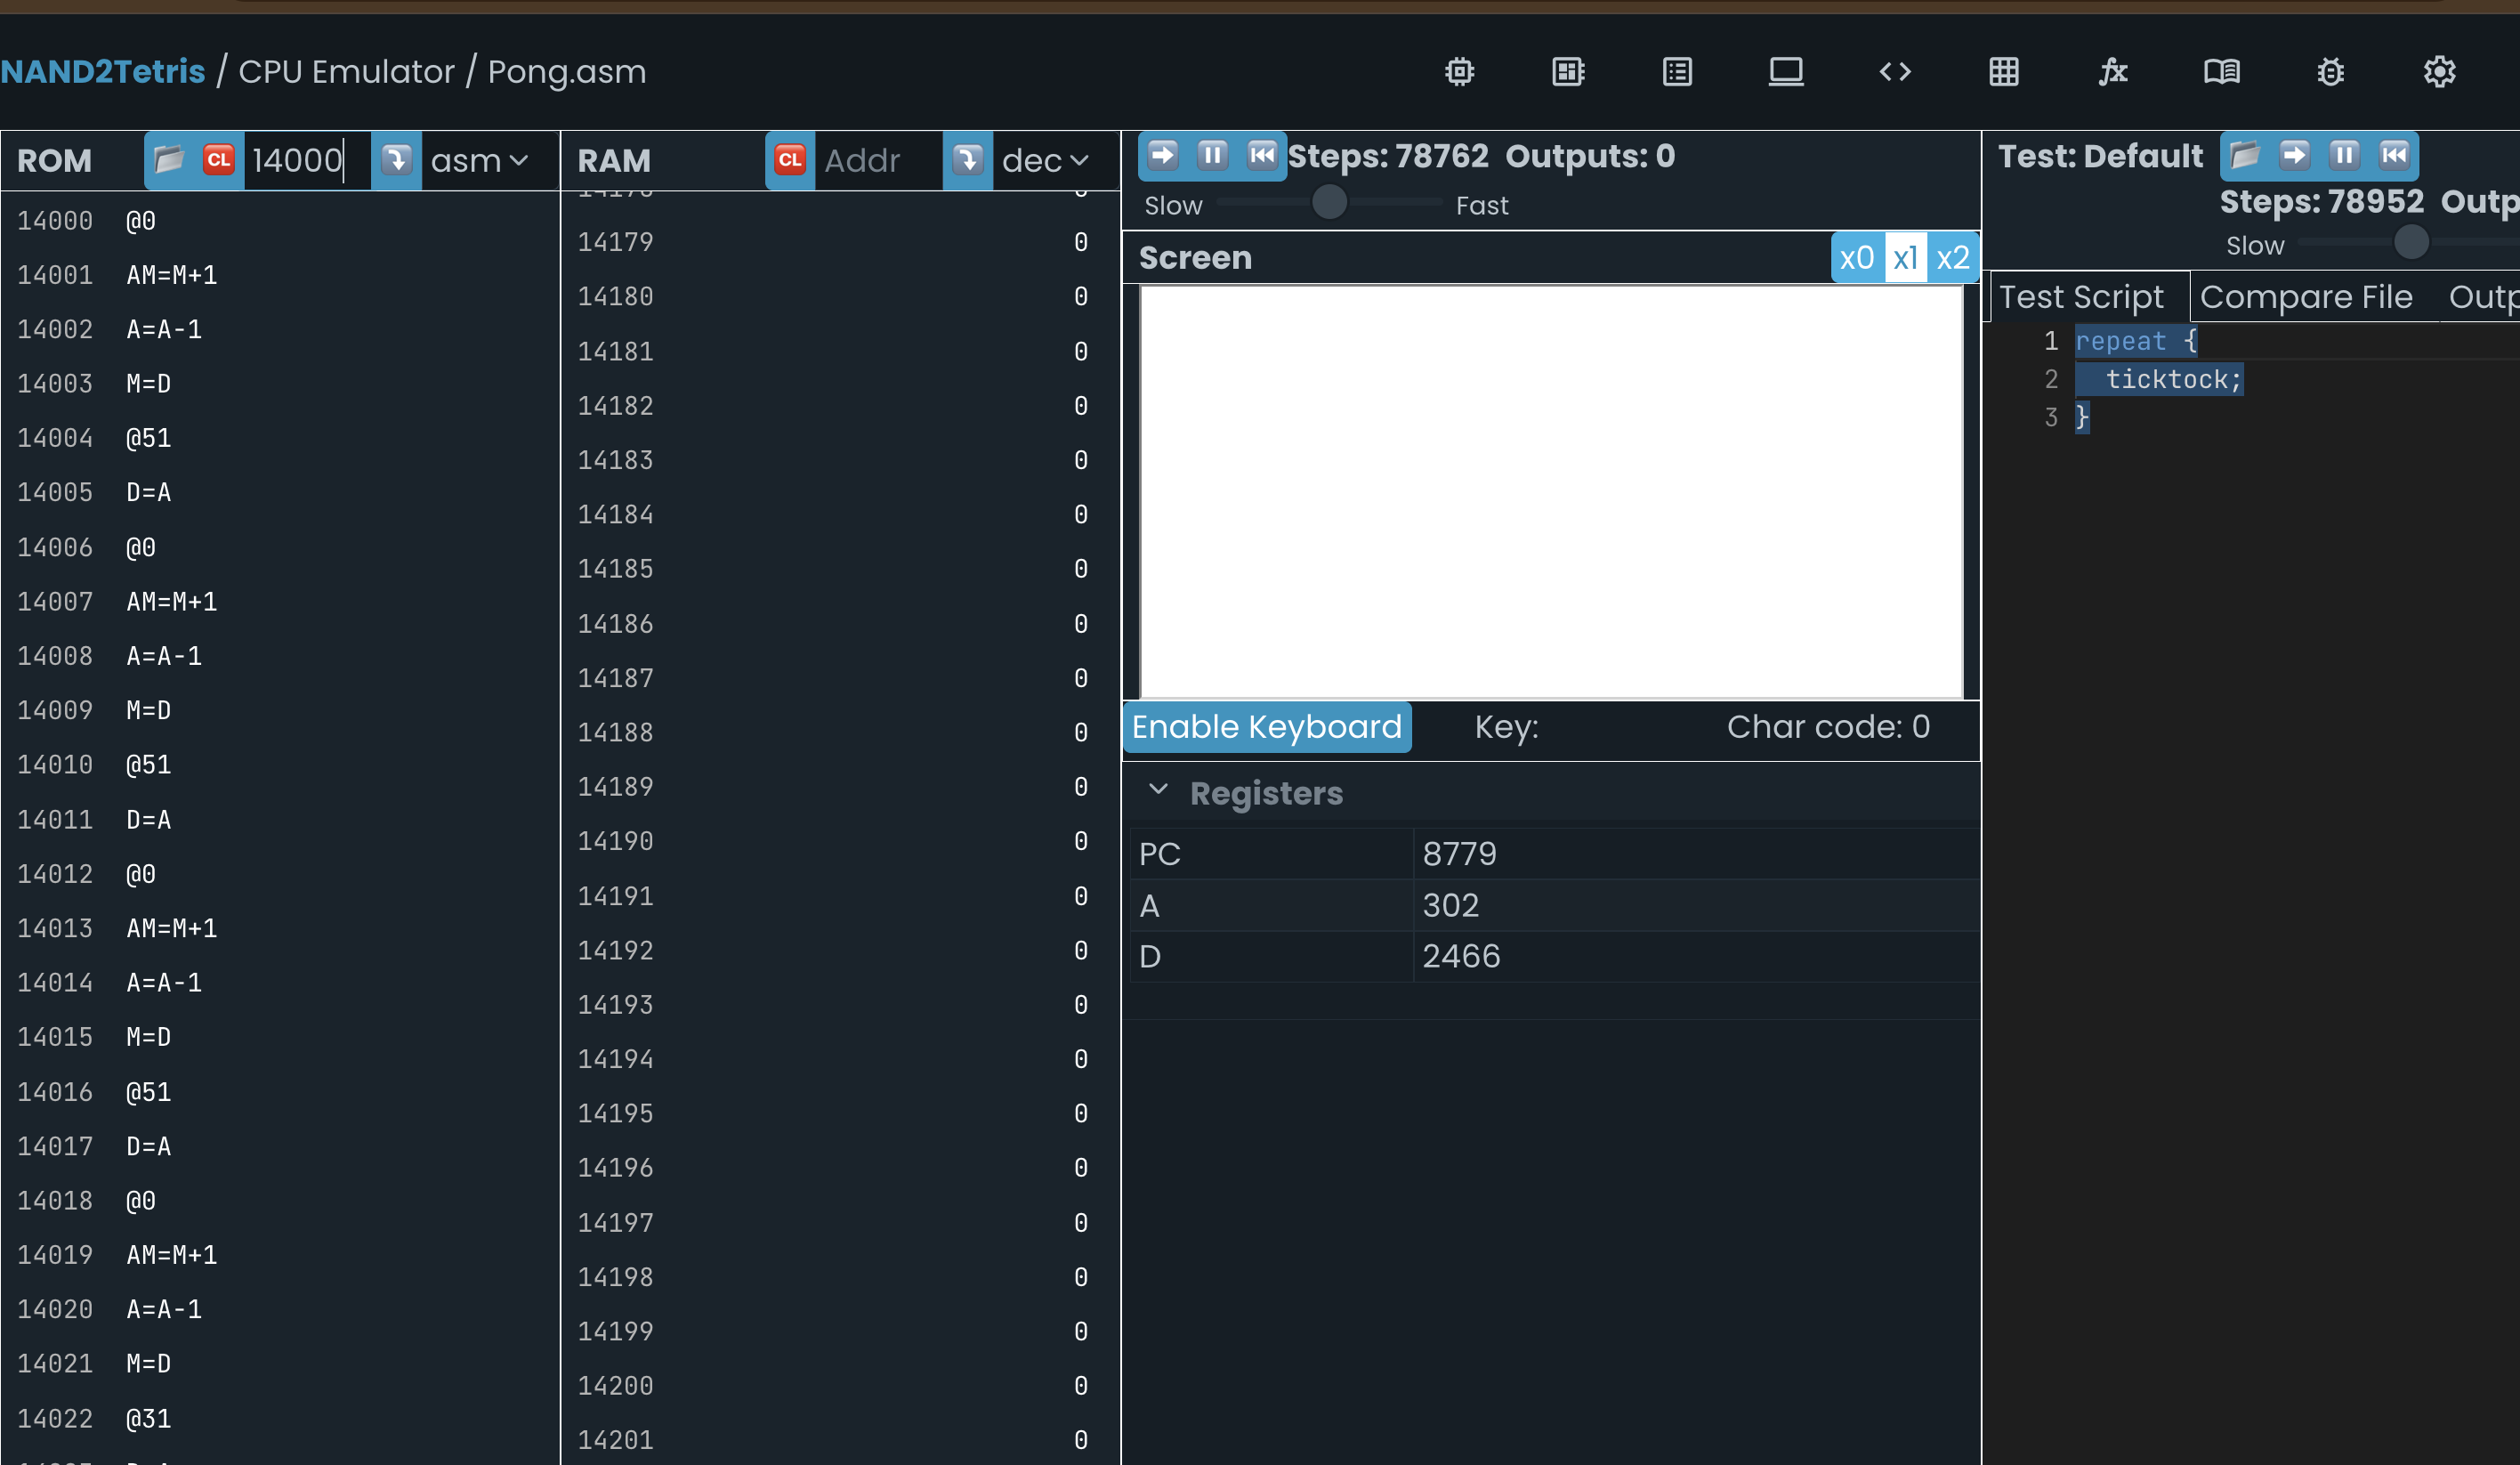 NAND2Tetris / CPU Emulator / Pong.asm
ROM CL 14000 asm
14000 @0
14001 AM=M+1
14002 A=A-1
14003 M=D
14004 @51
14005 D=A
14006 @0
14007 AM=M+1
14008 A=A-1
14009 M=D
14010 @51
14011 D=A
14012 @0
14013 AM=M+1
14014 A=A-1
14015 M=D
14016 @51
14017 D=A
14018 @0
14019 AM=M+1
14020 A=A-1
14021 M=D
14022 @31
RAM CL Addr dec
14179 0
14180 0
14181 0
14182 0
14183 0
14184 0
14185 0
14186 0
14187 0
14188 0
14189 0
14190 0
14191 0
14192 0
14193 0
14194 0
14195 0
14196 0
14197 0
14198 0
14199 0
14200 0
14201 0
Steps: 78762 Outputs: 0
Slow Fast
Screen x0 x1 x2
Enable Keyboard Key: Char code: 0
Registers
PC 8779
A 302
D 2466
Test: Default
Steps: 78952 Outp
Slow
Test Script Compare File Outp
1 repeat {
2 ticktock;
3 }